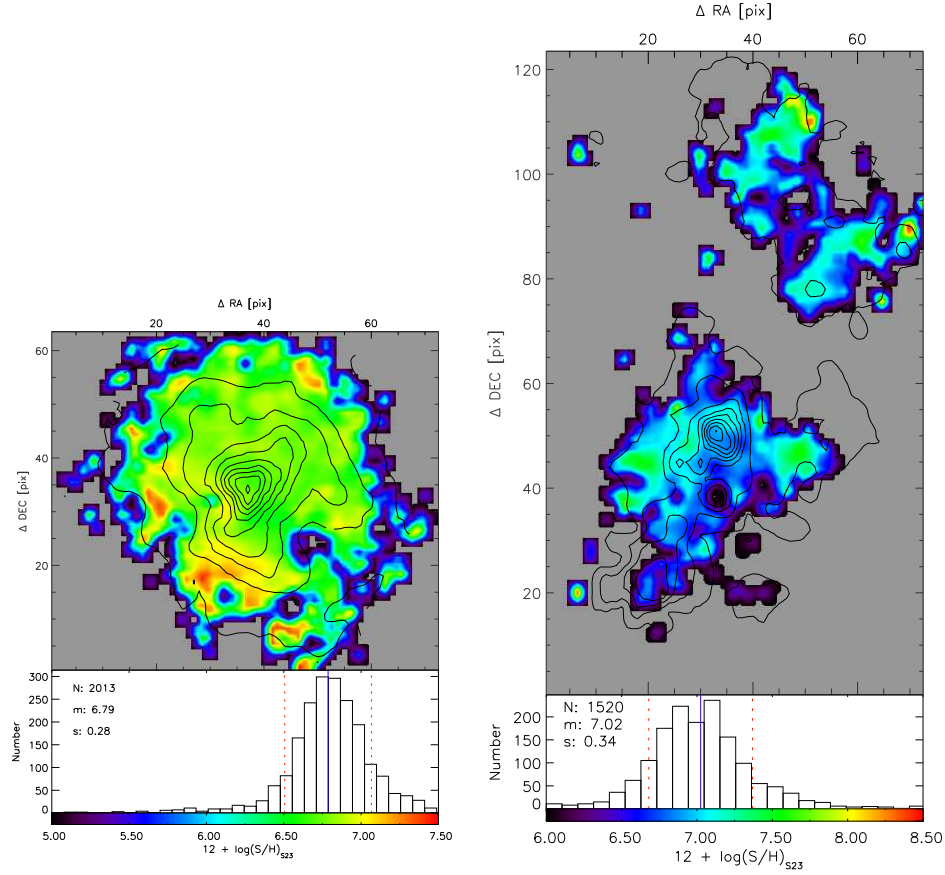 Δ RA [pix]
20 40 60
60
40
20
Δ DEC [pix]
300
250
200
150
100
50
0
Number
N: 2013
m: 6.79
s: 0.28
5.00 5.50 6.00 6.50 7.00 7.50
12 + log(S/H)S23
Δ RA [pix]
20 40 60
120
100
80
60
40
20
Δ DEC [pix]
200
150
100
50
0
Number
N: 1520
m: 7.02
s: 0.34
6.00 6.50 7.00 7.50 8.00 8.50
12 + log(S/H)S23